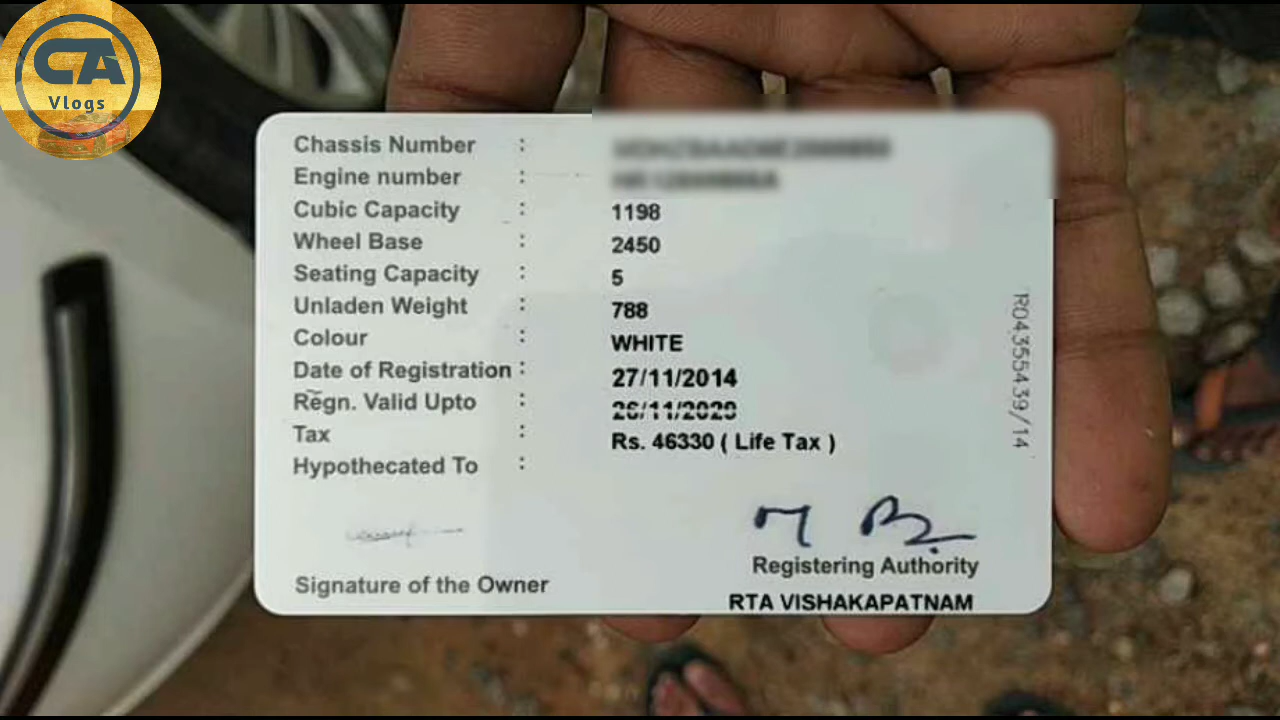 CA
Vlogs
Chassis Number :
Engine number :
Cubic Capacity : 1198
Wheel Base : 2450
Seating Capacity : 5
Unladen Weight : 788
Colour : WHITE
Date of Registration : 27/11/2014
Regn. Valid Upto : 26/11/2029
Tax : Rs. 46330 ( Life Tax )
Hypothecated To :
Signature of the Owner
Registering Authority
RTA VISHAKAPATNAM
1R04355439/14